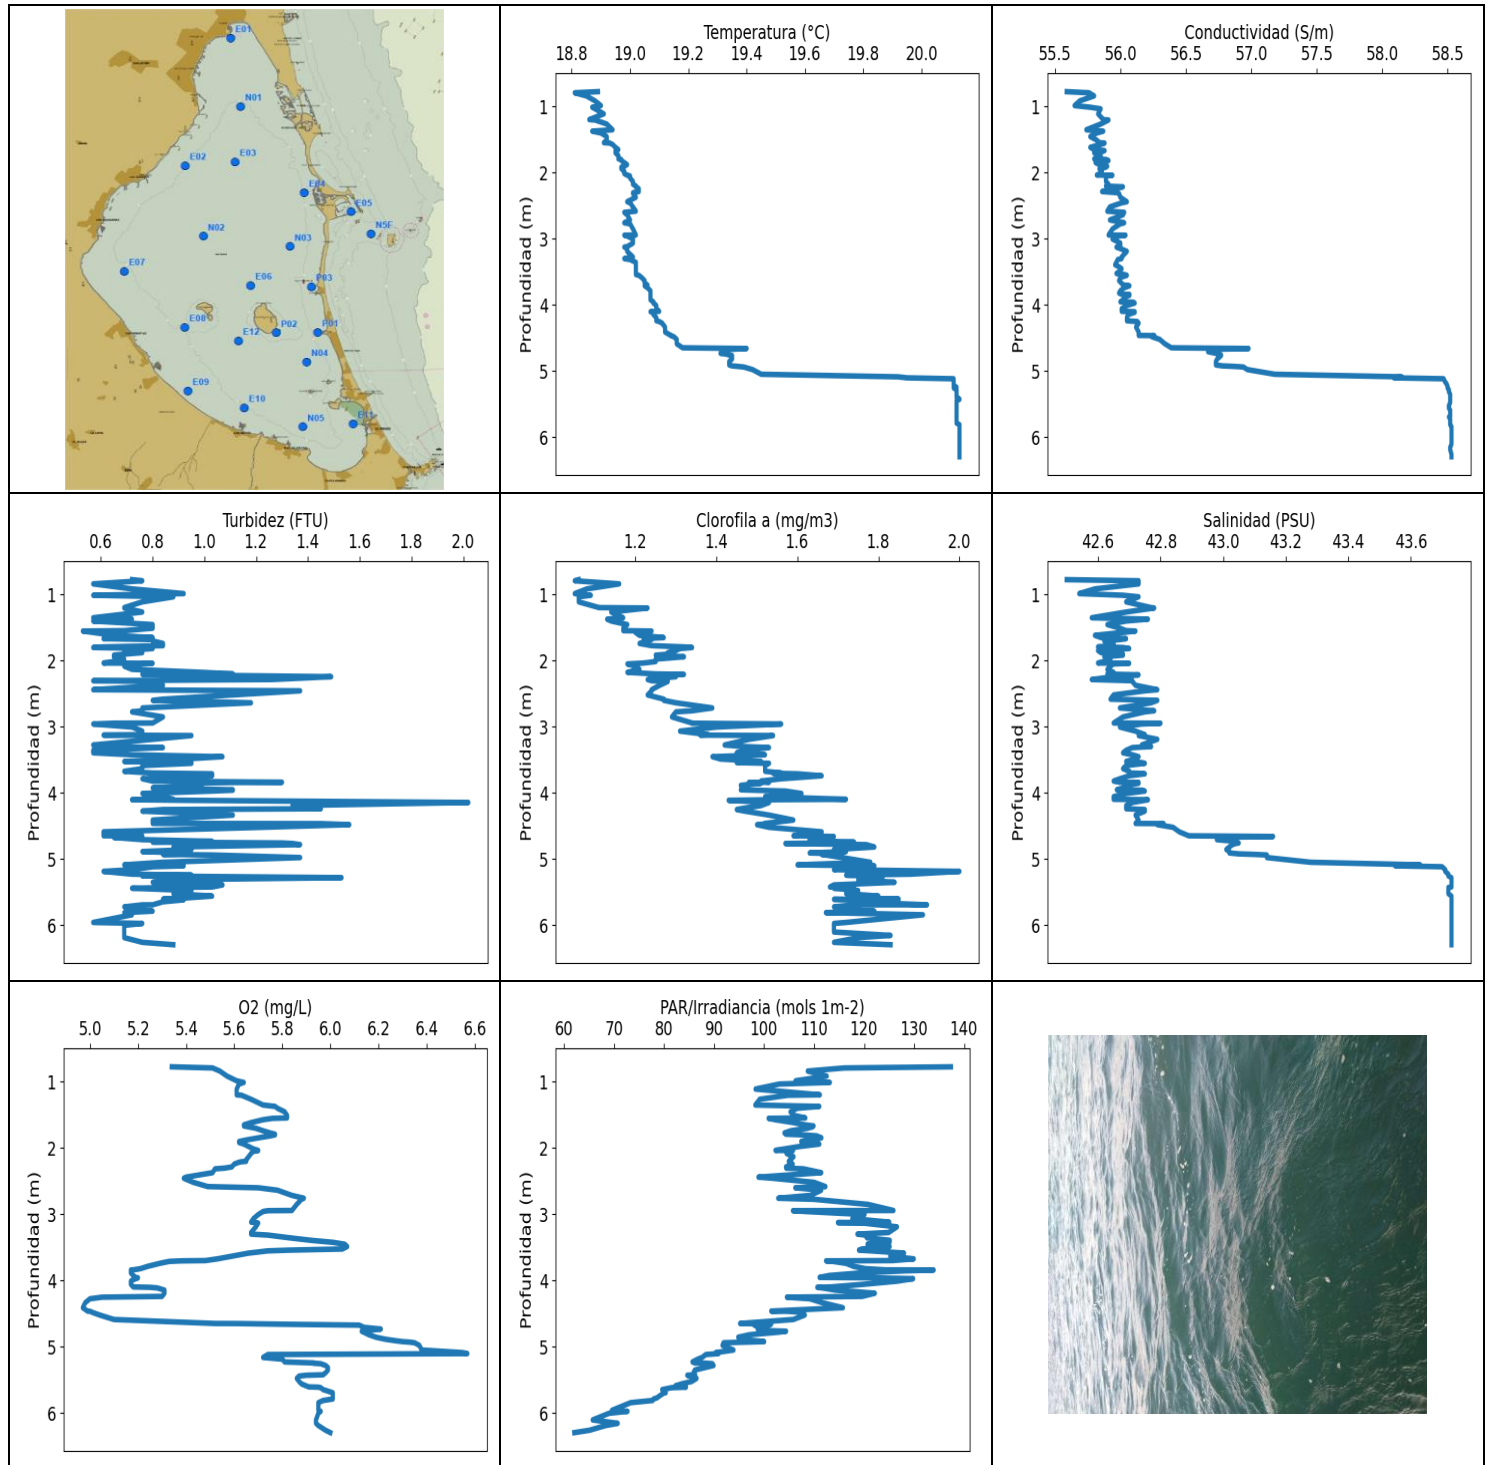 E01
N01
E02
E03
E04
E05
N5F
N02
N03
E07
E06
P03
E08
E12
P02
P01
N04
E09
E10
N05
E11
Temperatura (°C)
18.8 19.0 19.2 19.4 19.6 19.8 20.0
Profundidad (m)
1
2
3
4
5
6
Conductividad (S/m)
55.5 56.0 56.5 57.0 57.5 58.0 58.5
Profundidad (m)
1
2
3
4
5
6
Turbidez (FTU)
0.6 0.8 1.0 1.2 1.4 1.6 1.8 2.0
Profundidad (m)
1
2
3
4
5
6
Clorofila a (mg/m3)
1.2 1.4 1.6 1.8 2.0
Profundidad (m)
1
2
3
4
5
6
Salinidad (PSU)
42.6 42.8 43.0 43.2 43.4 43.6
Profundidad (m)
1
2
3
4
5
6
O2 (mg/L)
5.0 5.2 5.4 5.6 5.8 6.0 6.2 6.4 6.6
Profundidad (m)
1
2
3
4
5
6
PAR/Irradiancia (mols 1m-2)
60 70 80 90 100 110 120 130 140
Profundidad (m)
1
2
3
4
5
6